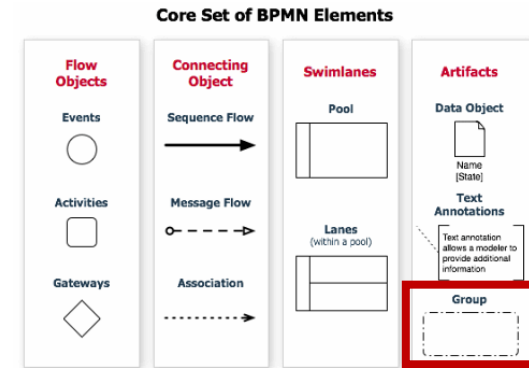 Core Set of BPMN Elements
Flow
Objects
Events
Activities
Gateways
Connecting
Object
Sequence Flow
Message Flow
Association
Swimlanes
Pool
Lanes
(within a pool)
Artifacts
Data Object
Name
[State]
Text
Annotations
Text annotation
allows a modeler to
provide additional
information
Group